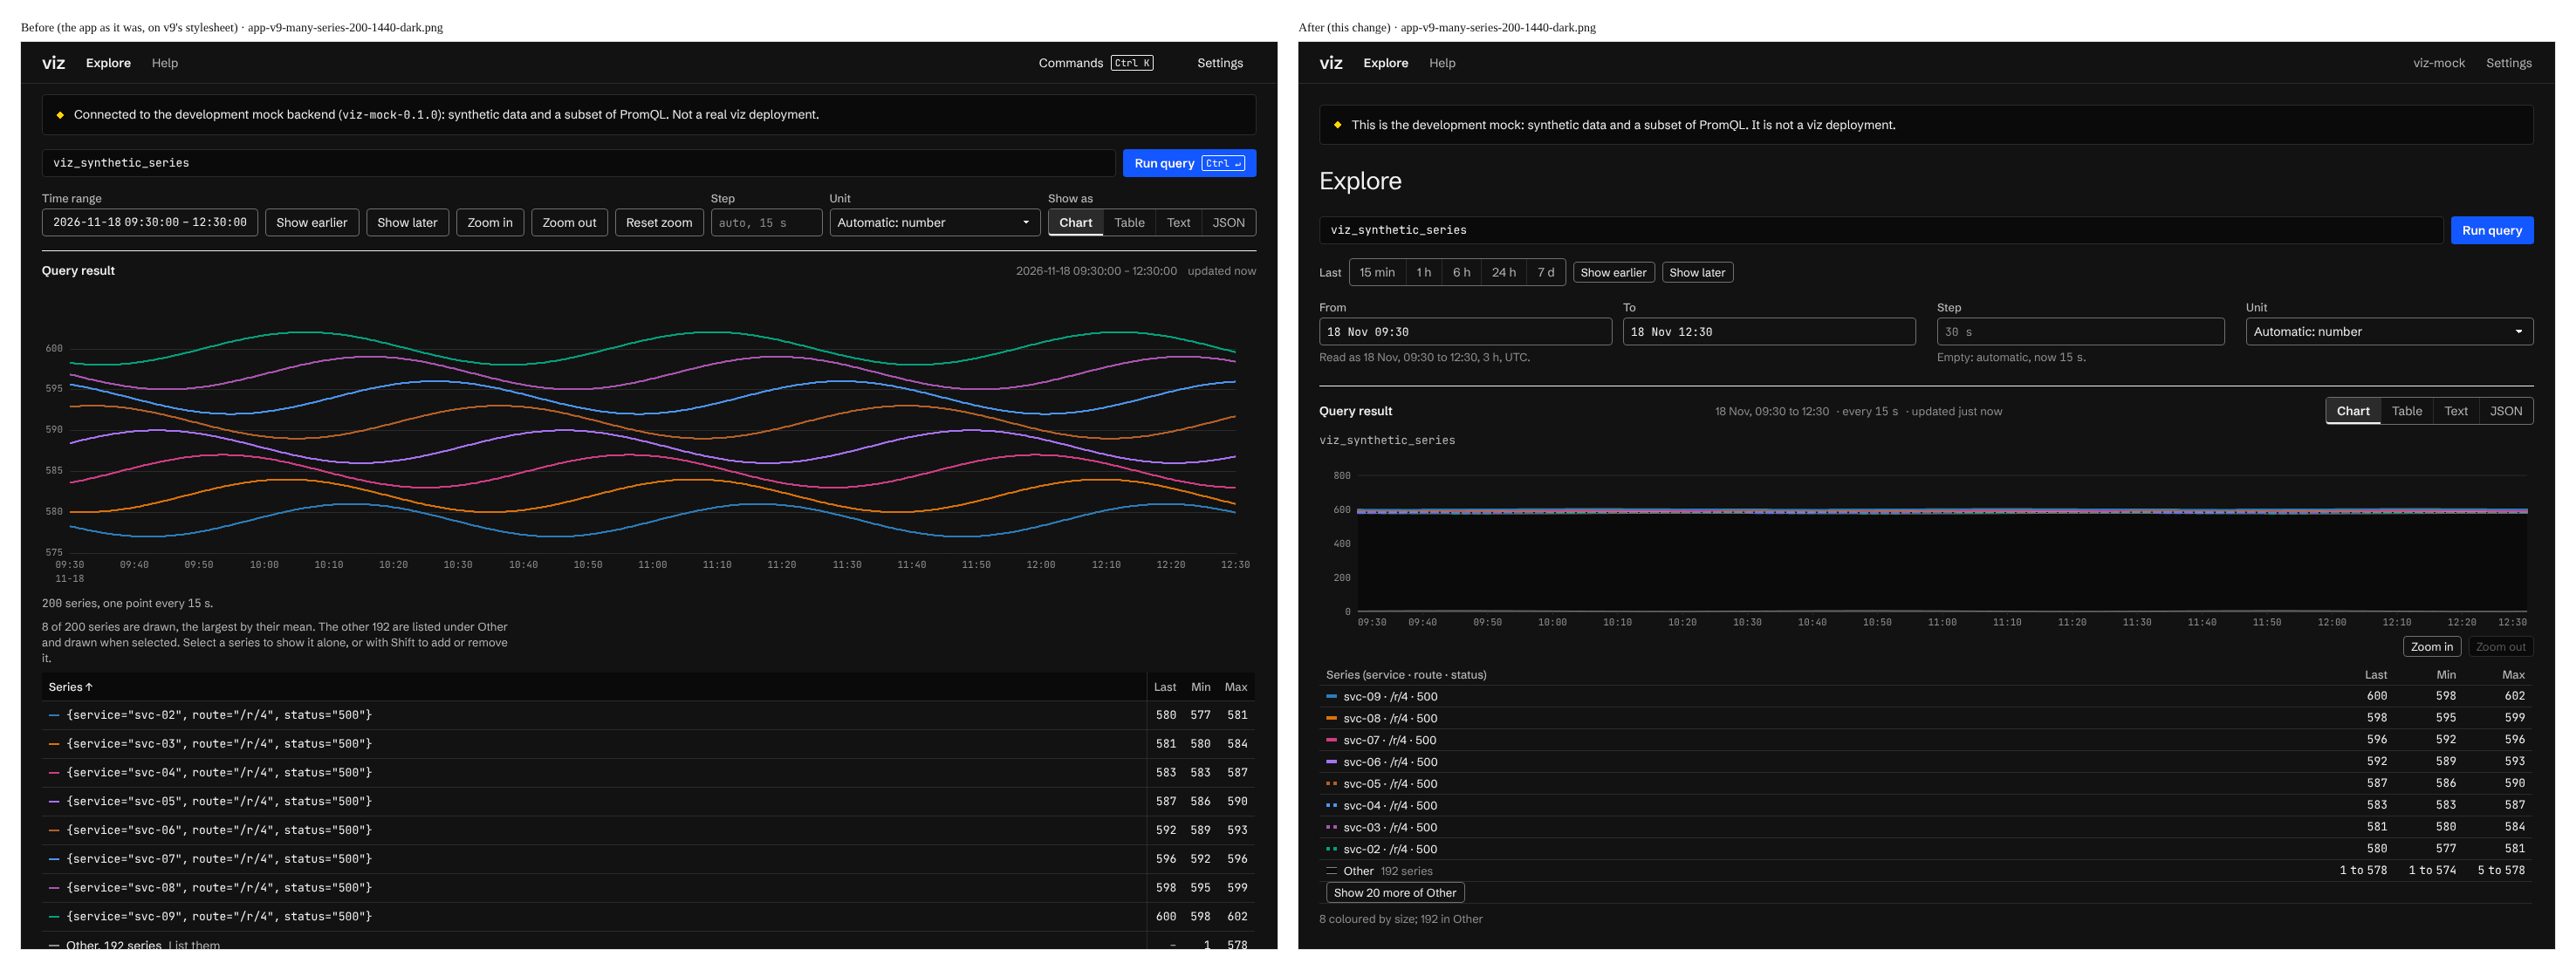 Before (the app as it was, on v9's stylesheet) · app-v9-many-series-200-1440-dark.png
viz Explore Help Commands Ctrl K Settings
Connected to the development mock backend (viz-mock-0.1.0): synthetic data and a subset of PromQL. Not a real viz deployment.
viz_synthetic_series Run query Ctrl ↵
Time range Step Unit Show as
2026-11-18 09:30:00 – 12:30:00 Show earlier Show later Zoom in Zoom out Reset zoom auto, 15 s Automatic: number Chart Table Text JSON
Query result 2026-11-18 09:30:00 – 12:30:00 updated now
600
595
590
585
580
575
09:30 09:40 09:50 10:00 10:10 10:20 10:30 10:40 10:50 11:00 11:10 11:20 11:30 11:40 11:50 12:00 12:10 12:20 12:30
11-18
200 series, one point every 15 s.
8 of 200 series are drawn, the largest by their mean. The other 192 are listed under Other
and drawn when selected. Select a series to show it alone, or with Shift to add or remove
it.
Series ↑ Last Min Max
{service="svc-02", route="/r/4", status="500"} 580 577 581
{service="svc-03", route="/r/4", status="500"} 581 580 584
{service="svc-04", route="/r/4", status="500"} 583 583 587
{service="svc-05", route="/r/4", status="500"} 587 586 590
{service="svc-06", route="/r/4", status="500"} 592 589 593
{service="svc-07", route="/r/4", status="500"} 596 592 596
{service="svc-08", route="/r/4", status="500"} 598 595 599
{service="svc-09", route="/r/4", status="500"} 600 598 602
Other, 192 series List them – 1 578
After (this change) · app-v9-many-series-200-1440-dark.png
viz Explore Help viz-mock Settings
This is the development mock: synthetic data and a subset of PromQL. It is not a viz deployment.
Explore
viz_synthetic_series Run query
Last 15 min 1 h 6 h 24 h 7 d Show earlier Show later
From To Step Unit
18 Nov 09:30 18 Nov 12:30 30 s Automatic: number
Read as 18 Nov, 09:30 to 12:30, 3 h, UTC. Empty: automatic, now 15 s.
Query result 18 Nov, 09:30 to 12:30 · every 15 s · updated just now Chart Table Text JSON
viz_synthetic_series
800
600
400
200
0
09:30 09:40 09:50 10:00 10:10 10:20 10:30 10:40 10:50 11:00 11:10 11:20 11:30 11:40 11:50 12:00 12:10 12:20 12:30
Zoom in Zoom out
Series (service · route · status) Last Min Max
svc-09 · /r/4 · 500 600 598 602
svc-08 · /r/4 · 500 598 595 599
svc-07 · /r/4 · 500 596 592 596
svc-06 · /r/4 · 500 592 589 593
svc-05 · /r/4 · 500 587 586 590
svc-04 · /r/4 · 500 583 583 587
svc-03 · /r/4 · 500 581 580 584
svc-02 · /r/4 · 500 580 577 581
Other 192 series 1 to 578 1 to 574 5 to 578
Show 20 more of Other
8 coloured by size; 192 in Other